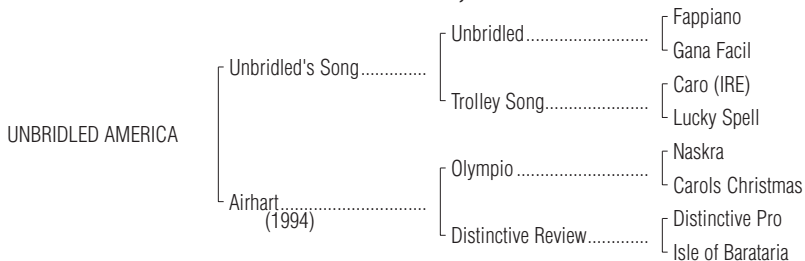 Fappiano
Unbridled..............................
Gana Facil
Unbridled's Song..............
Caro (IRE)
Trolley Song.........................
Lucky Spell
UNBRIDLED AMERICA
Naskra
Olympio ................................
Carols Christmas
Airhart...................................
(1994)
Distinctive Pro
Distinctive Review...............
Isle of Barataria